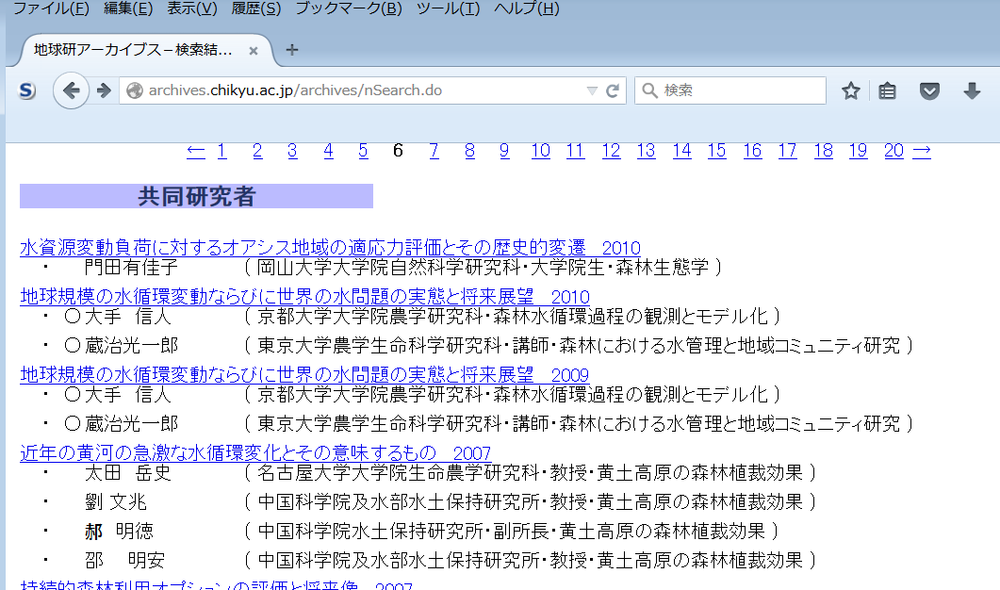 ファイル(F) 編集(E) 表示(V) 履歴(S) ブックマーク(B) ツール(T) ヘルプ(H)
地球研アーカイブス－検索結... × +
S archives.chikyu.ac.jp/archives/nSearch.do 検索
← 1 2 3 4 5 6 7 8 9 10 11 12 13 14 15 16 17 18 19 20 →
共同研究者
水資源変動負荷に対するオアシス地域の適応力評価とその歴史的変遷　2010
・　門田有佳子　( 岡山大学大学院自然科学研究科・大学院生・森林生態学 )
地球規模の水循環変動ならびに世界の水問題の実態と将来展望　2010
・ ○ 大手　信人　( 京都大学大学院農学研究科・森林水循環過程の観測とモデル化 )
・ ○ 蔵治光一郎　( 東京大学農学生命科学研究科・講師・森林における水管理と地域コミュニティ研究 )
地球規模の水循環変動ならびに世界の水問題の実態と将来展望　2009
・ ○ 大手　信人　( 京都大学大学院農学研究科・森林水循環過程の観測とモデル化 )
・ ○ 蔵治光一郎　( 東京大学農学生命科学研究科・講師・森林における水管理と地域コミュニティ研究 )
近年の黄河の急激な水循環変化とその意味するもの　2007
・　太田　岳史　( 名古屋大学大学院生命農学研究科・教授・黄土高原の森林植裁効果 )
・　劉 文兆　( 中国科学院及水部水土保持研究所・教授・黄土高原の森林植裁効果 )
・　郝　明徳　( 中国科学院水土保持研究所・副所長・黄土高原の森林植裁効果 )
・　邵　明安　( 中国科学院及水部水土保持研究所・教授・黄土高原の森林植裁効果 )
持続的森林利用オプションの評価と将来像　2007